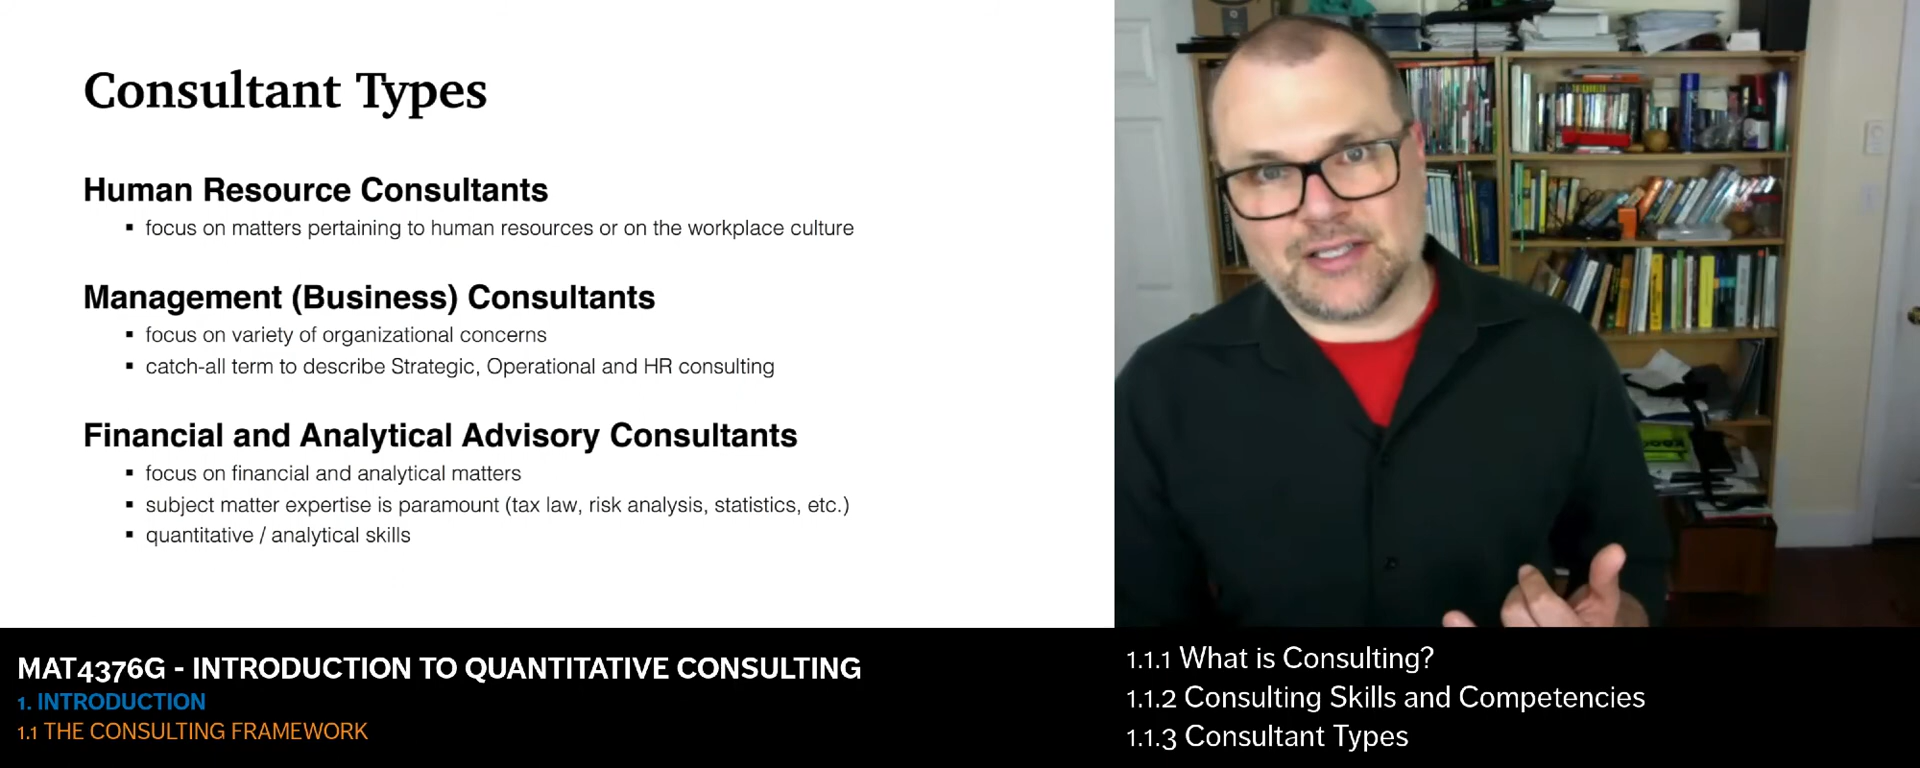 Consultant Types
Human Resource Consultants
▪ focus on matters pertaining to human resources or on the workplace culture
Management (Business) Consultants
▪ focus on variety of organizational concerns
▪ catch-all term to describe Strategic, Operational and HR consulting
Financial and Analytical Advisory Consultants
▪ focus on financial and analytical matters
▪ subject matter expertise is paramount (tax law, risk analysis, statistics, etc.)
▪ quantitative / analytical skills
MAT4376G - INTRODUCTION TO QUANTITATIVE CONSULTING
1. INTRODUCTION
1.1 THE CONSULTING FRAMEWORK
1.1.1 What is Consulting?
1.1.2 Consulting Skills and Competencies
1.1.3 Consultant Types